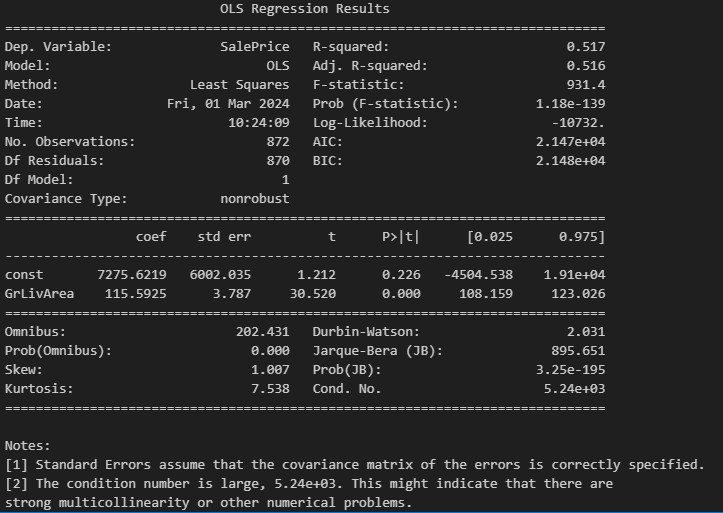 OLS Regression Results
==============================================================================
Dep. Variable:              SalePrice   R-squared:                       0.517
Model:                            OLS   Adj. R-squared:                  0.516
Method:                 Least Squares   F-statistic:                     931.4
Date:                Fri, 01 Mar 2024   Prob (F-statistic):          1.18e-139
Time:                        10:24:09   Log-Likelihood:                -10732.
No. Observations:                 872   AIC:                         2.147e+04
Df Residuals:                     870   BIC:                         2.148e+04
Df Model:                           1
Covariance Type:            nonrobust
==============================================================================
                 coef    std err          t      P>|t|      [0.025      0.975]
------------------------------------------------------------------------------
const       7275.6219   6002.035      1.212      0.226   -4504.538    1.91e+04
GrLivArea    115.5925      3.787     30.520      0.000     108.159     123.026
==============================================================================
Omnibus:                      202.431   Durbin-Watson:                   2.031
Prob(Omnibus):                  0.000   Jarque-Bera (JB):              895.651
Skew:                           1.007   Prob(JB):                    3.25e-195
Kurtosis:                       7.538   Cond. No.                     5.24e+03
==============================================================================

Notes:
[1] Standard Errors assume that the covariance matrix of the errors is correctly specified.
[2] The condition number is large, 5.24e+03. This might indicate that there are
strong multicollinearity or other numerical problems.